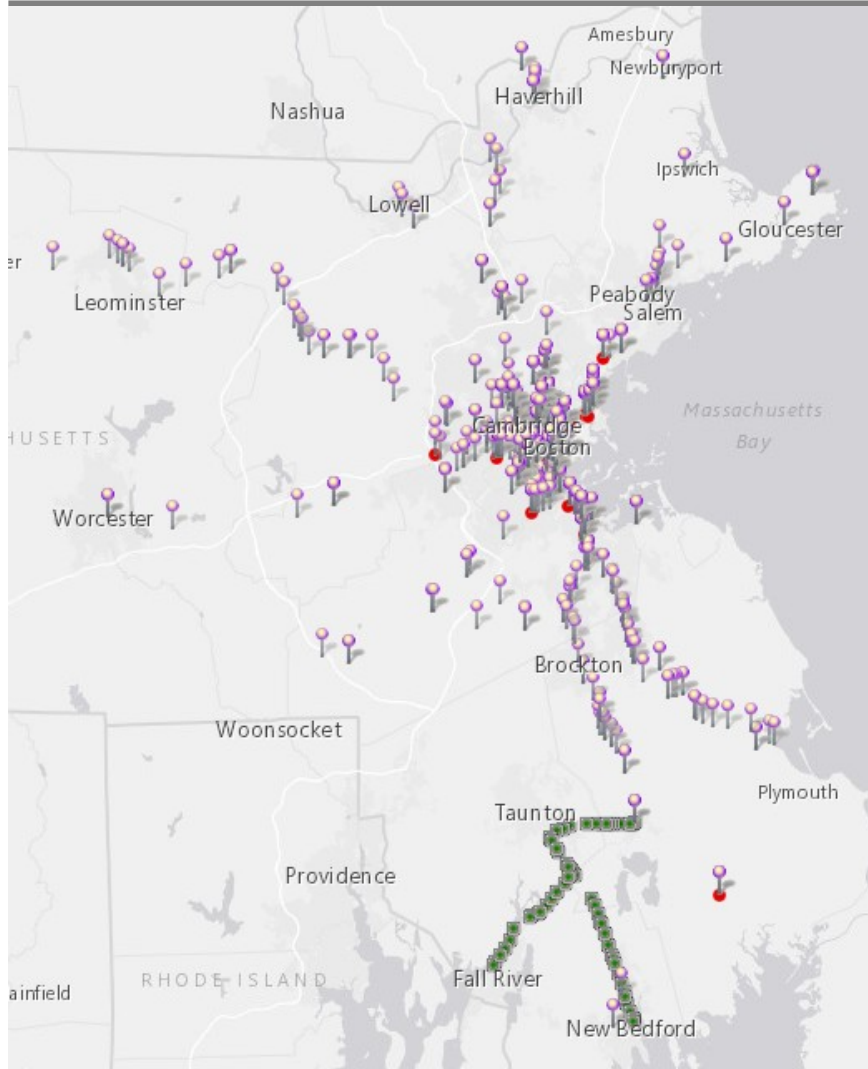 Amesbury
Newburyport
Haverhill
Nashua
Ipswich
Lowell
Gloucester
er
Peabody
Leominster
Salem
Massachusetts
Bay
Cambridge
HUSETTS
Boston
Worcester
Brockton
Woonsocket
Plymouth
Taunton
Providence
RHODE ISLAND
Fall River
ainfield
New Bedford